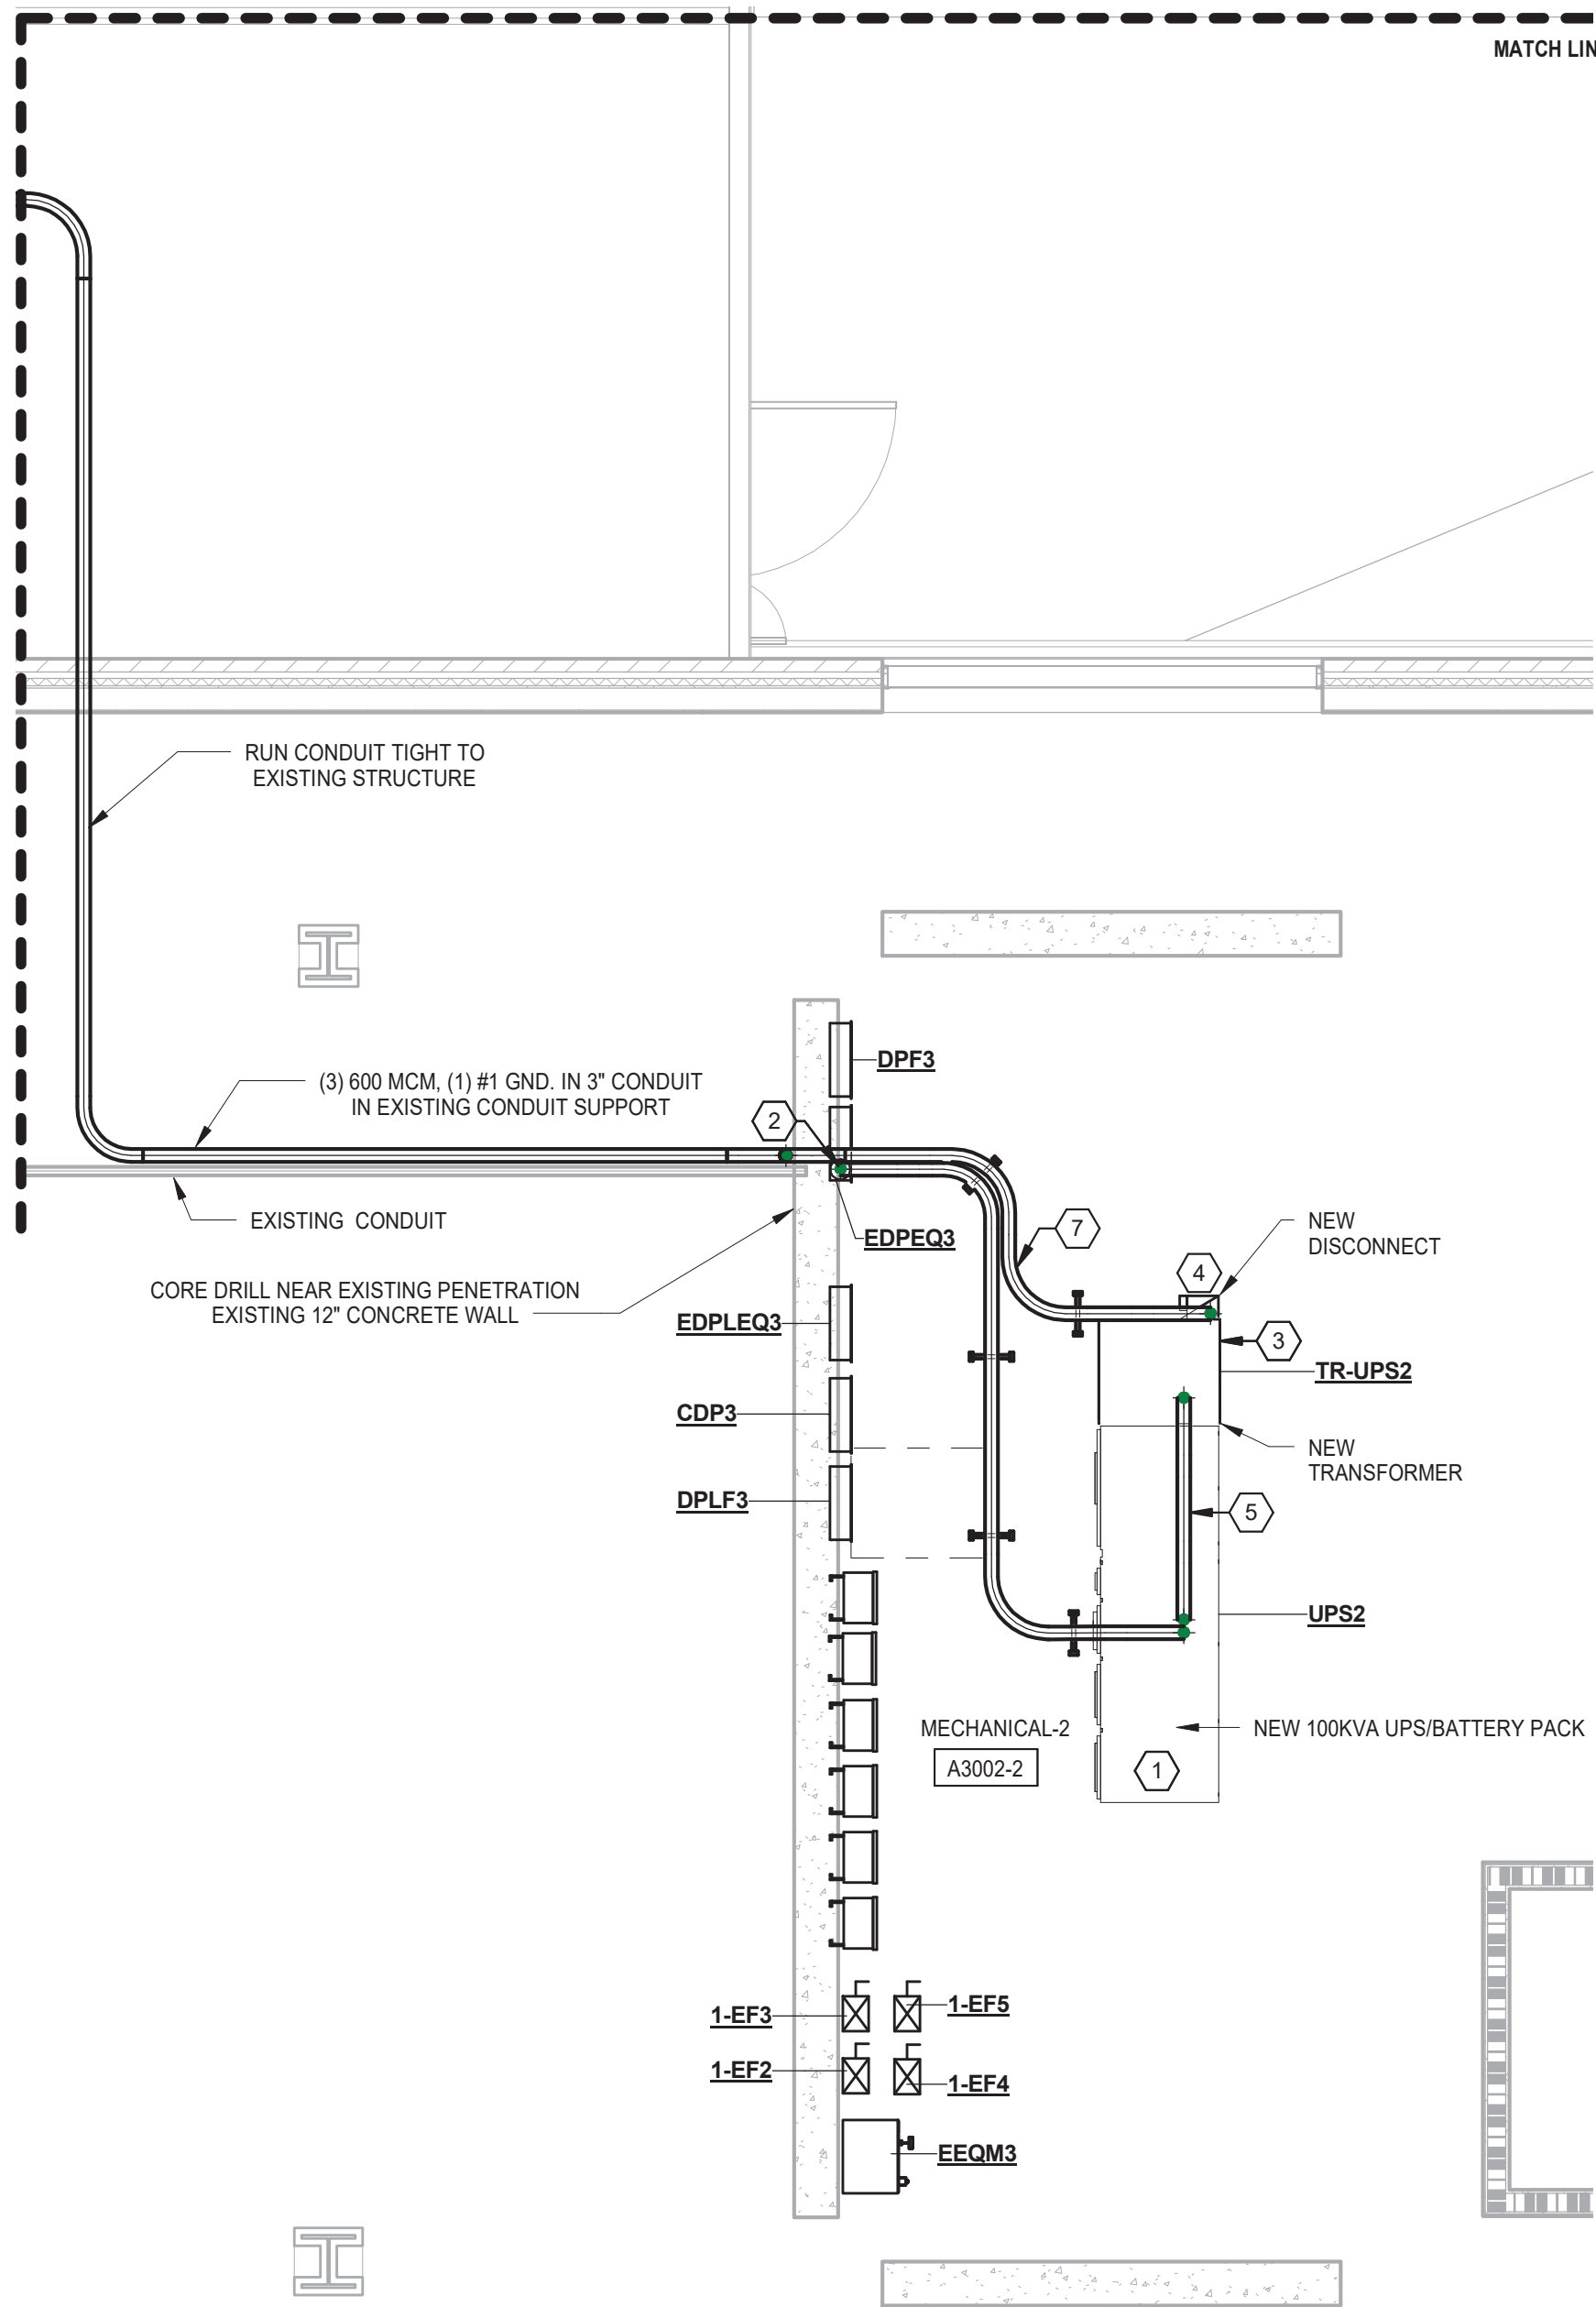 MATCH LIN
RUN CONDUIT TIGHT TO
EXISTING STRUCTURE
DPF3
(3) 600 MCM, (1) #1 GND. IN 3" CONDUIT
IN EXISTING CONDUIT SUPPORT
2
EXISTING CONDUIT
EDPEQ3
7
NEW
DISCONNECT
4
CORE DRILL NEAR EXISTING PENETRATION
EXISTING 12" CONCRETE WALL
EDPLEQ3
3
TR-UPS2
CDP3
NEW
TRANSFORMER
DPLF3
5
UPS2
MECHANICAL-2
A3002-2
NEW 100KVA UPS/BATTERY PACK
1
1-EF3
1-EF5
1-EF2
1-EF4
EEQM3